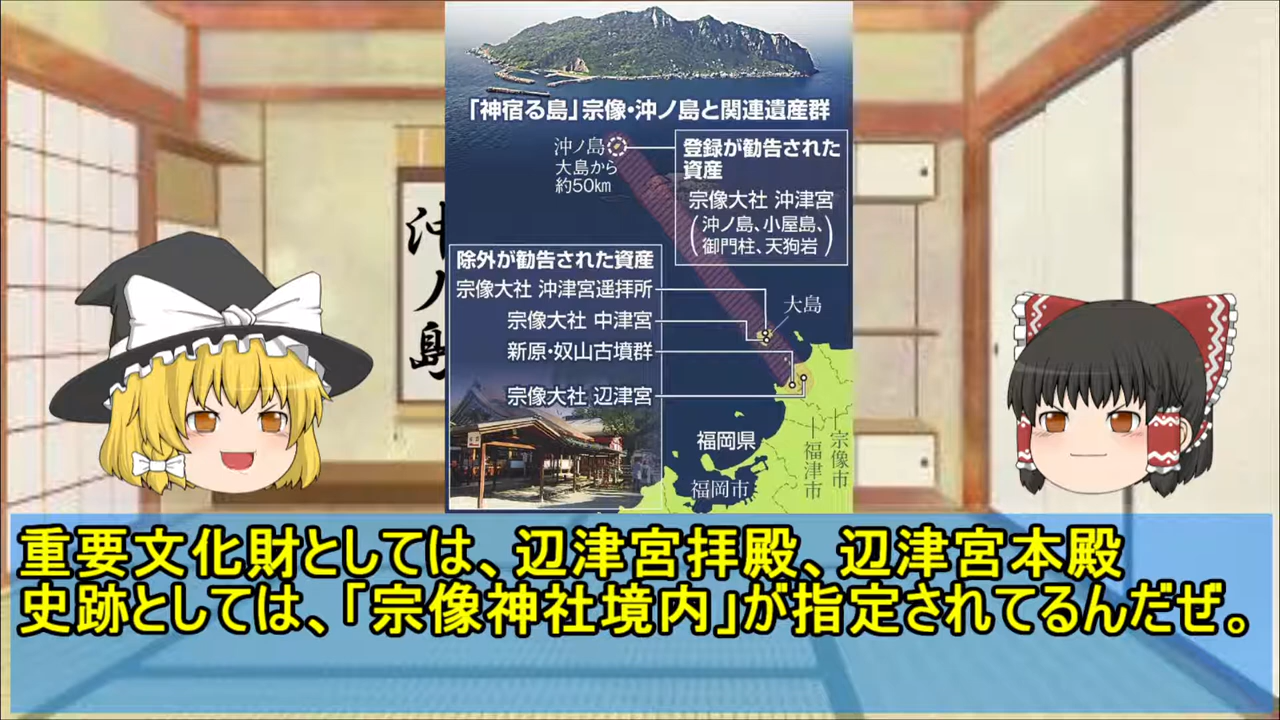 「神宿る島」宗像・沖ノ島と関連遺産群
沖ノ島
大島から
約50㎞
登録が勧告された
資産
宗像大社 沖津宮
(沖ノ島、小屋島、
御門柱、天狗岩)
除外が勧告された資産
宗像大社 沖津宮遥拝所
宗像大社 中津宮
新原・奴山古墳群
宗像大社 辺津宮
大島
福岡県
福岡市
福津市
宗像市
沖ノ島
重要文化財としては、辺津宮拝殿、辺津宮本殿
史跡としては、「宗像神社境内」が指定されてるんだぜ。